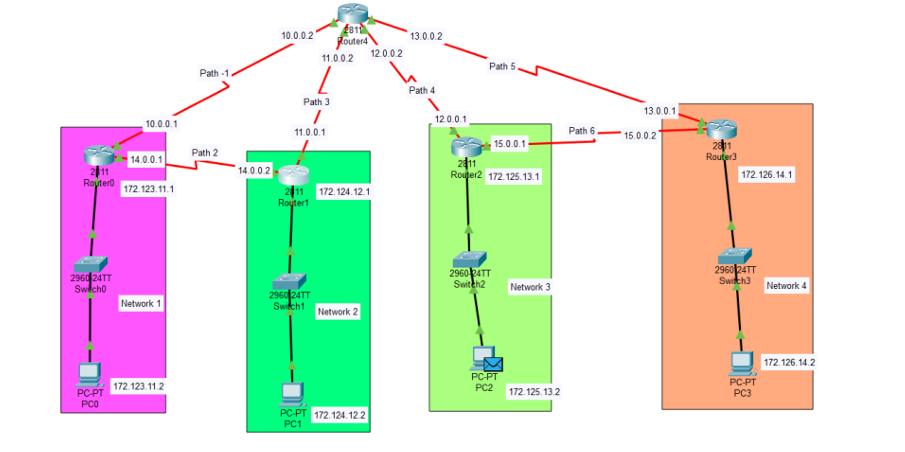 2811
Router4
10.0.0.2
11.0.0.2
12.0.0.2
13.0.0.2
Path -1
Path 3
Path 4
Path 5
10.0.0.1
11.0.0.1
12.0.0.1
13.0.0.1
14.0.0.1
Path 2
14.0.0.2
15.0.0.1
Path 6
15.0.0.2
2811
Router0
172.123.11.1
2811
Router1
172.124.12.1
2811
Router2
172.125.13.1
2811
Router3
172.126.14.1
2960-24TT
Switch0
Network 1
2960-24TT
Switch1
Network 2
2960-24TT
Switch2
Network 3
2960-24TT
Switch3
Network 4
PC-PT
PC0
172.123.11.2
PC-PT
PC1
172.124.12.2
PC-PT
PC2
172.125.13.2
PC-PT
PC3
172.126.14.2